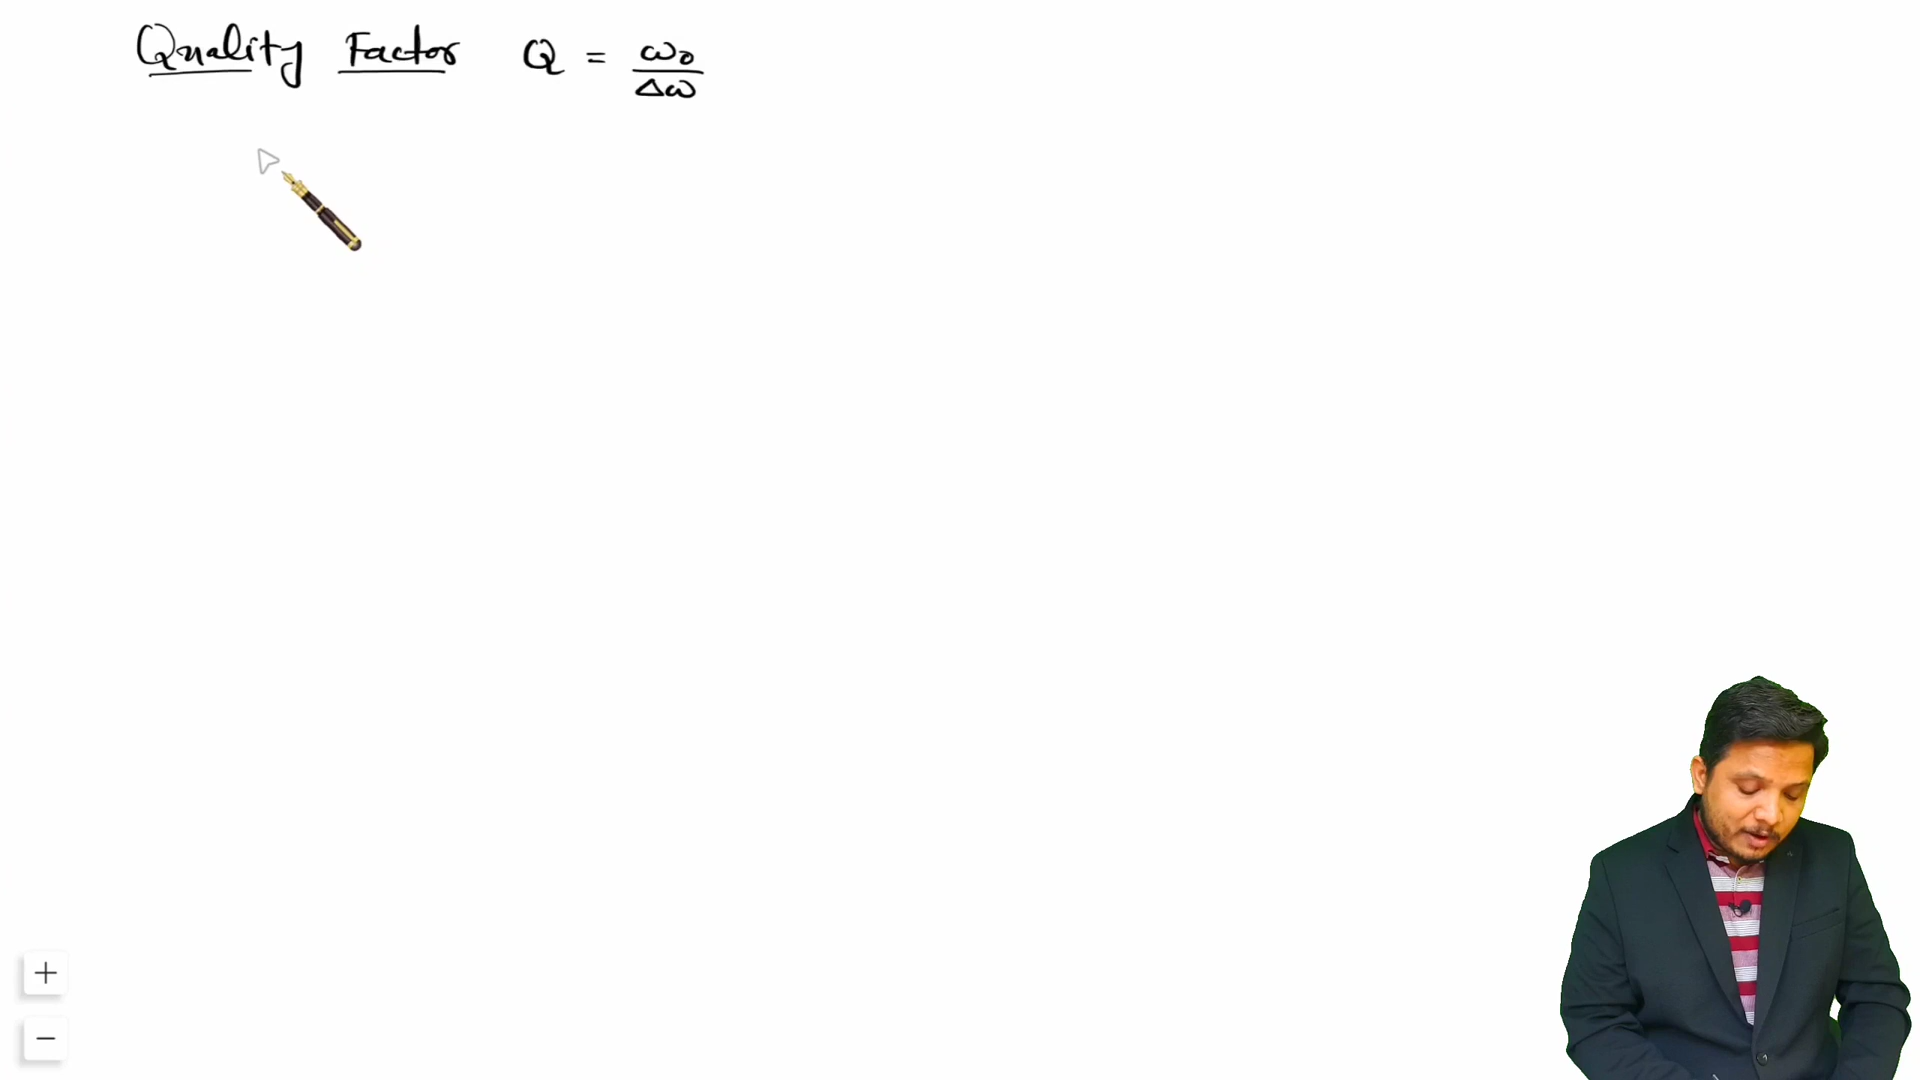 Quality Factor Q = ω₀/Δω